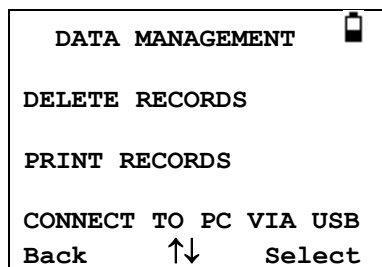 DATA MANAGEMENT
DELETE RECORDS
PRINT RECORDS
CONNECT TO PC VIA USB
Back ↑↓ Select